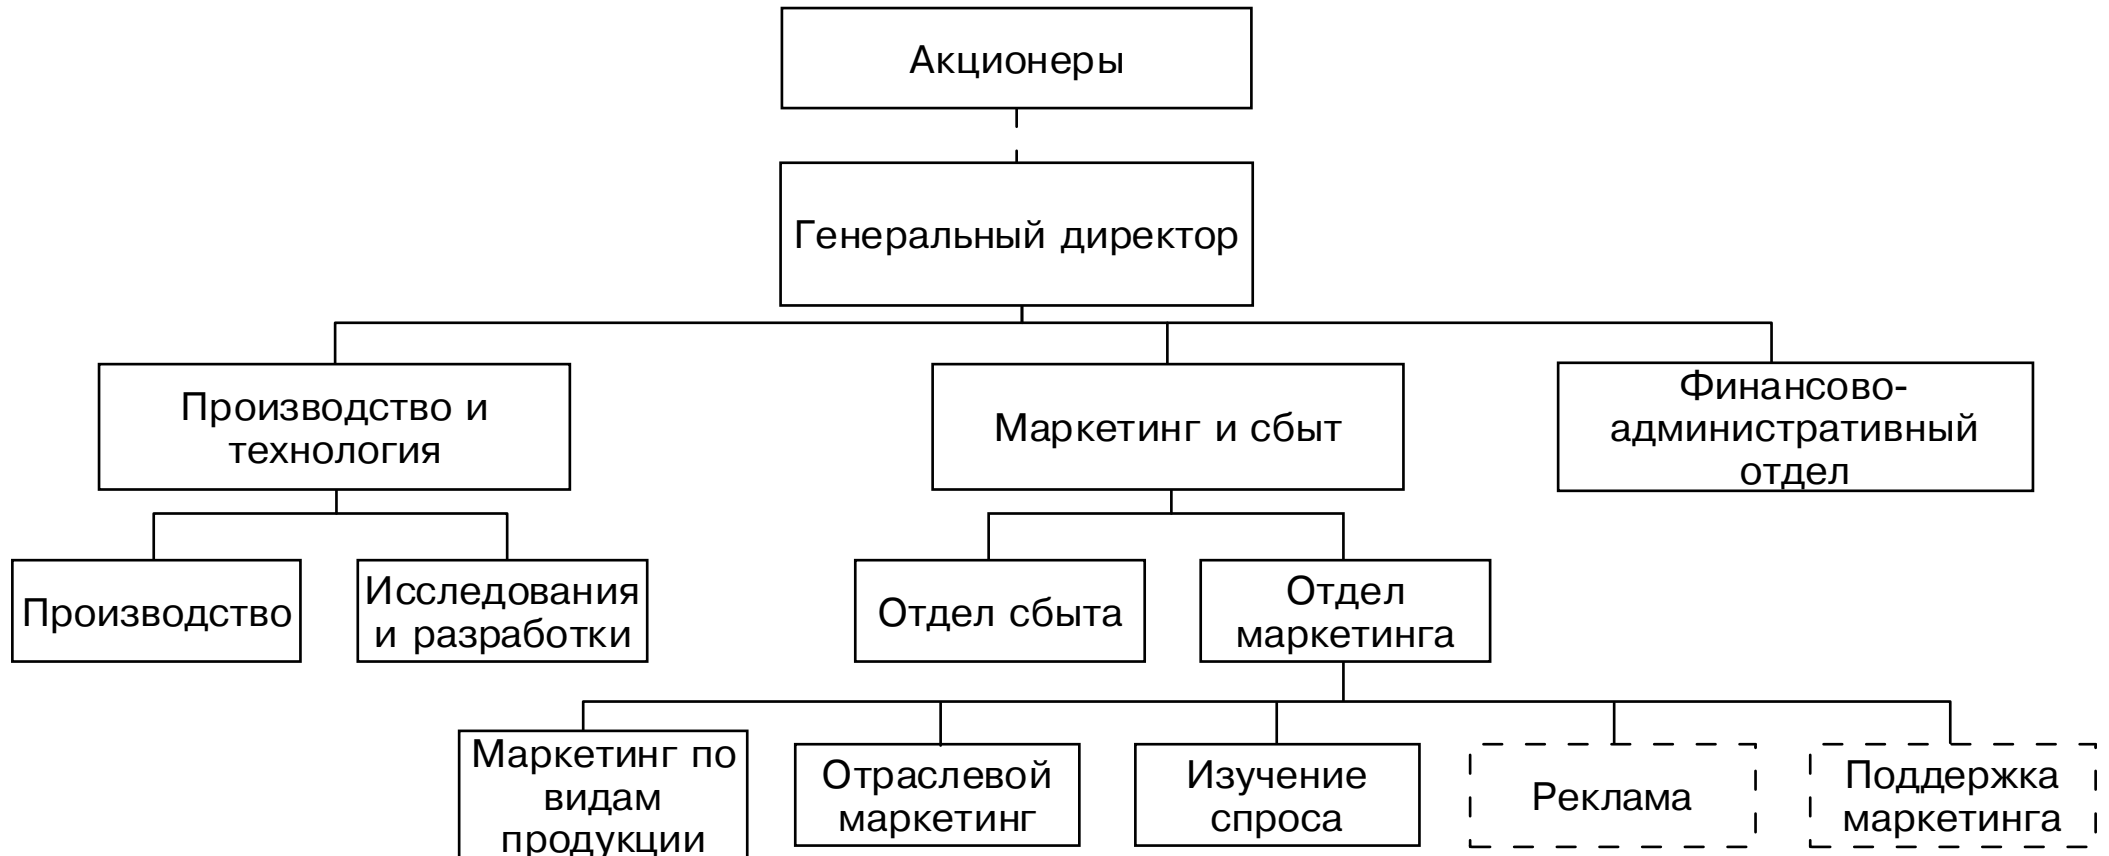 Акционеры
Генеральный директор
Производство и
технология
Маркетинг и сбыт
Финансово-
административный
отдел
Производство
Исследования
и разработки
Отдел сбыта
Отдел
маркетинга
Маркетинг по
видам
продукции
Отраслевой
маркетинг
Изучение
спроса
Реклама
Поддержка
маркетинга